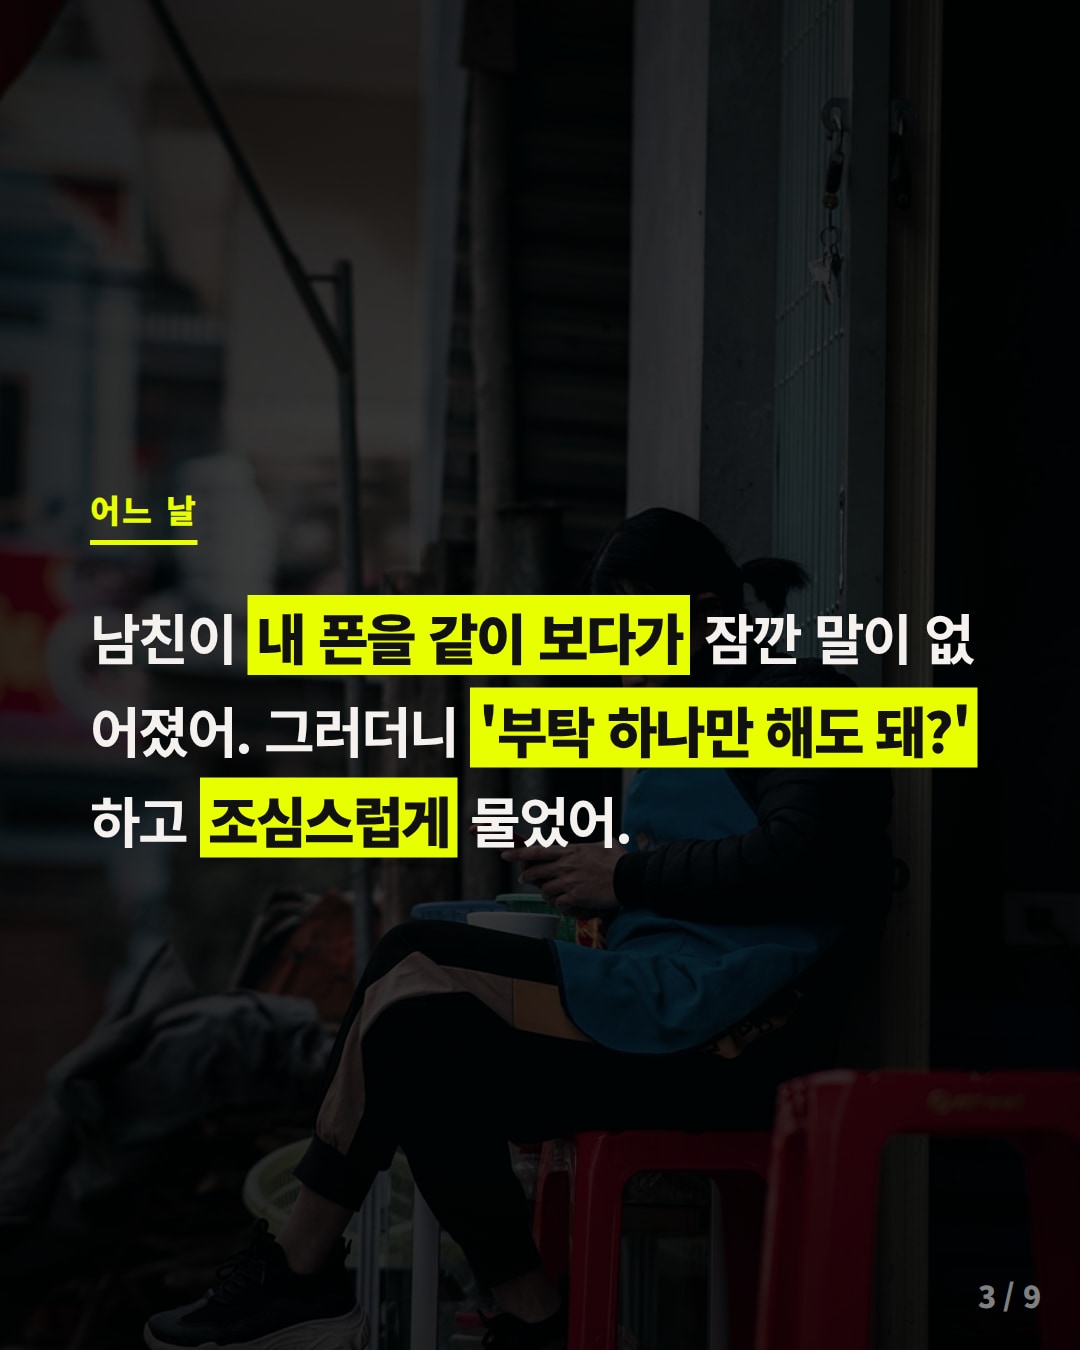 어느 날
남친이 내 폰을 같이 보다가 잠깐 말이 없
어졌어. 그러더니 '부탁 하나만 해도 돼?'
하고 조심스럽게 물었어.
3 / 9